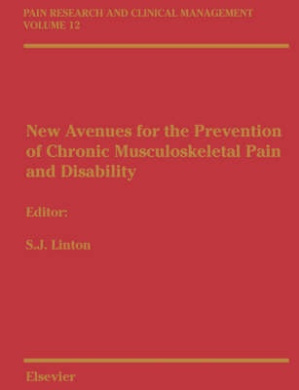 PAIN RESEARCH AND CLINICAL MANAGEMENT
VOLUME 12
New Avenues for the Prevention
of Chronic Musculoskeletal Pain
and Disability
Editor:
S.J. Linton
Elsevier